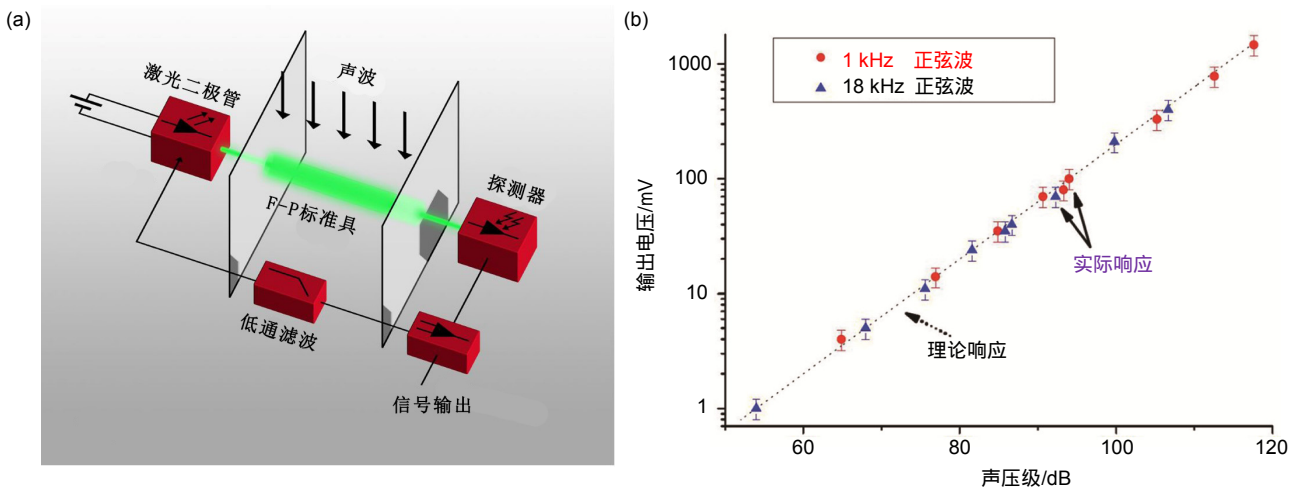 (a)
激光二极管
声波
探测器
F-P标准具
低通滤波
信号输出
(b)
1 kHz 正弦波
18 kHz 正弦波
1000
100
10
1
输出电压/mV
实际响应
理论响应
60
80
100
120
声压级/dB